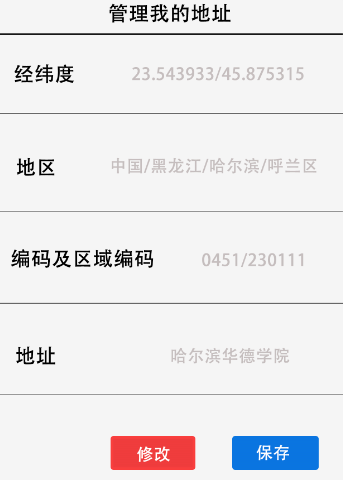 管理我的地址
经纬度 23.543933/45.875315
地区 中国/黑龙江/哈尔滨/呼兰区
编码及区域编码 0451/230111
地址 哈尔滨华德学院
修改 保存